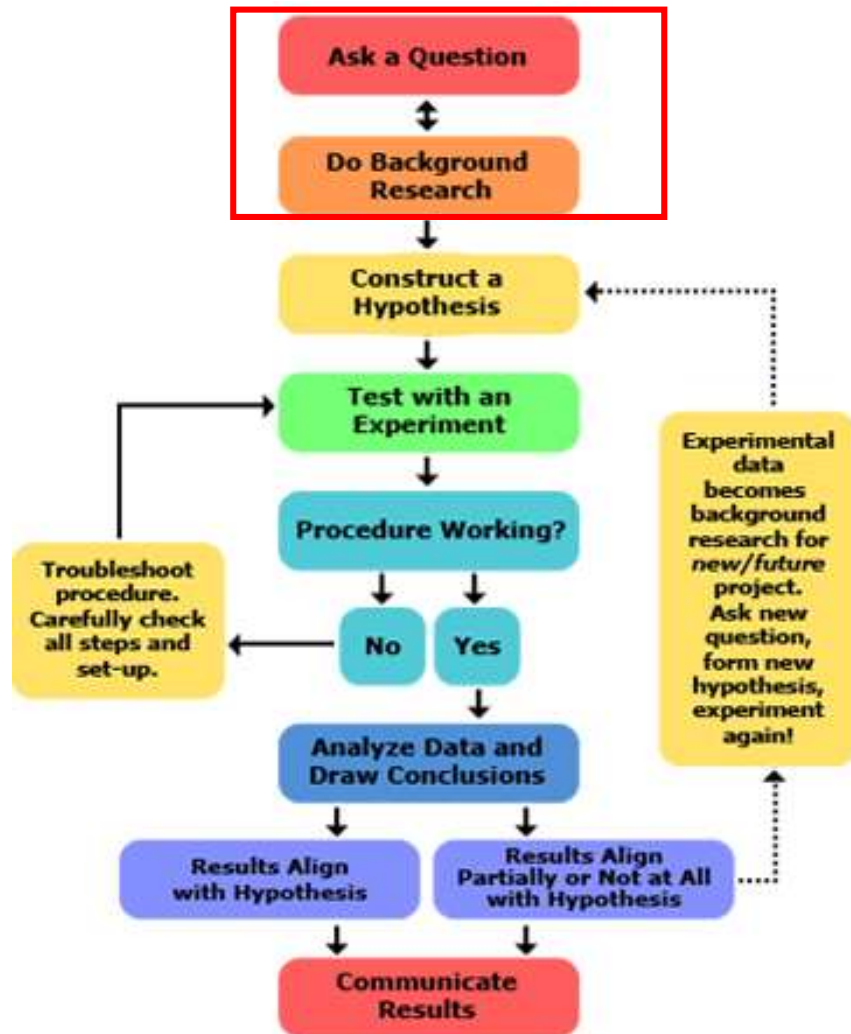 Ask a Question
Do Background
Research
Construct a
Hypothesis
Test with an
Experiment
Procedure Working?
Troubleshoot
procedure.
Carefully check
all steps and
set-up.
No
Yes
Experimental
data
becomes
background
research for
new/future
project.
Ask new
question,
form new
hypothesis,
experiment
again!
Analyze Data and
Draw Conclusions
Results Align
with Hypothesis
Results Align
Partially or Not at All
with Hypothesis
Communicate
Results